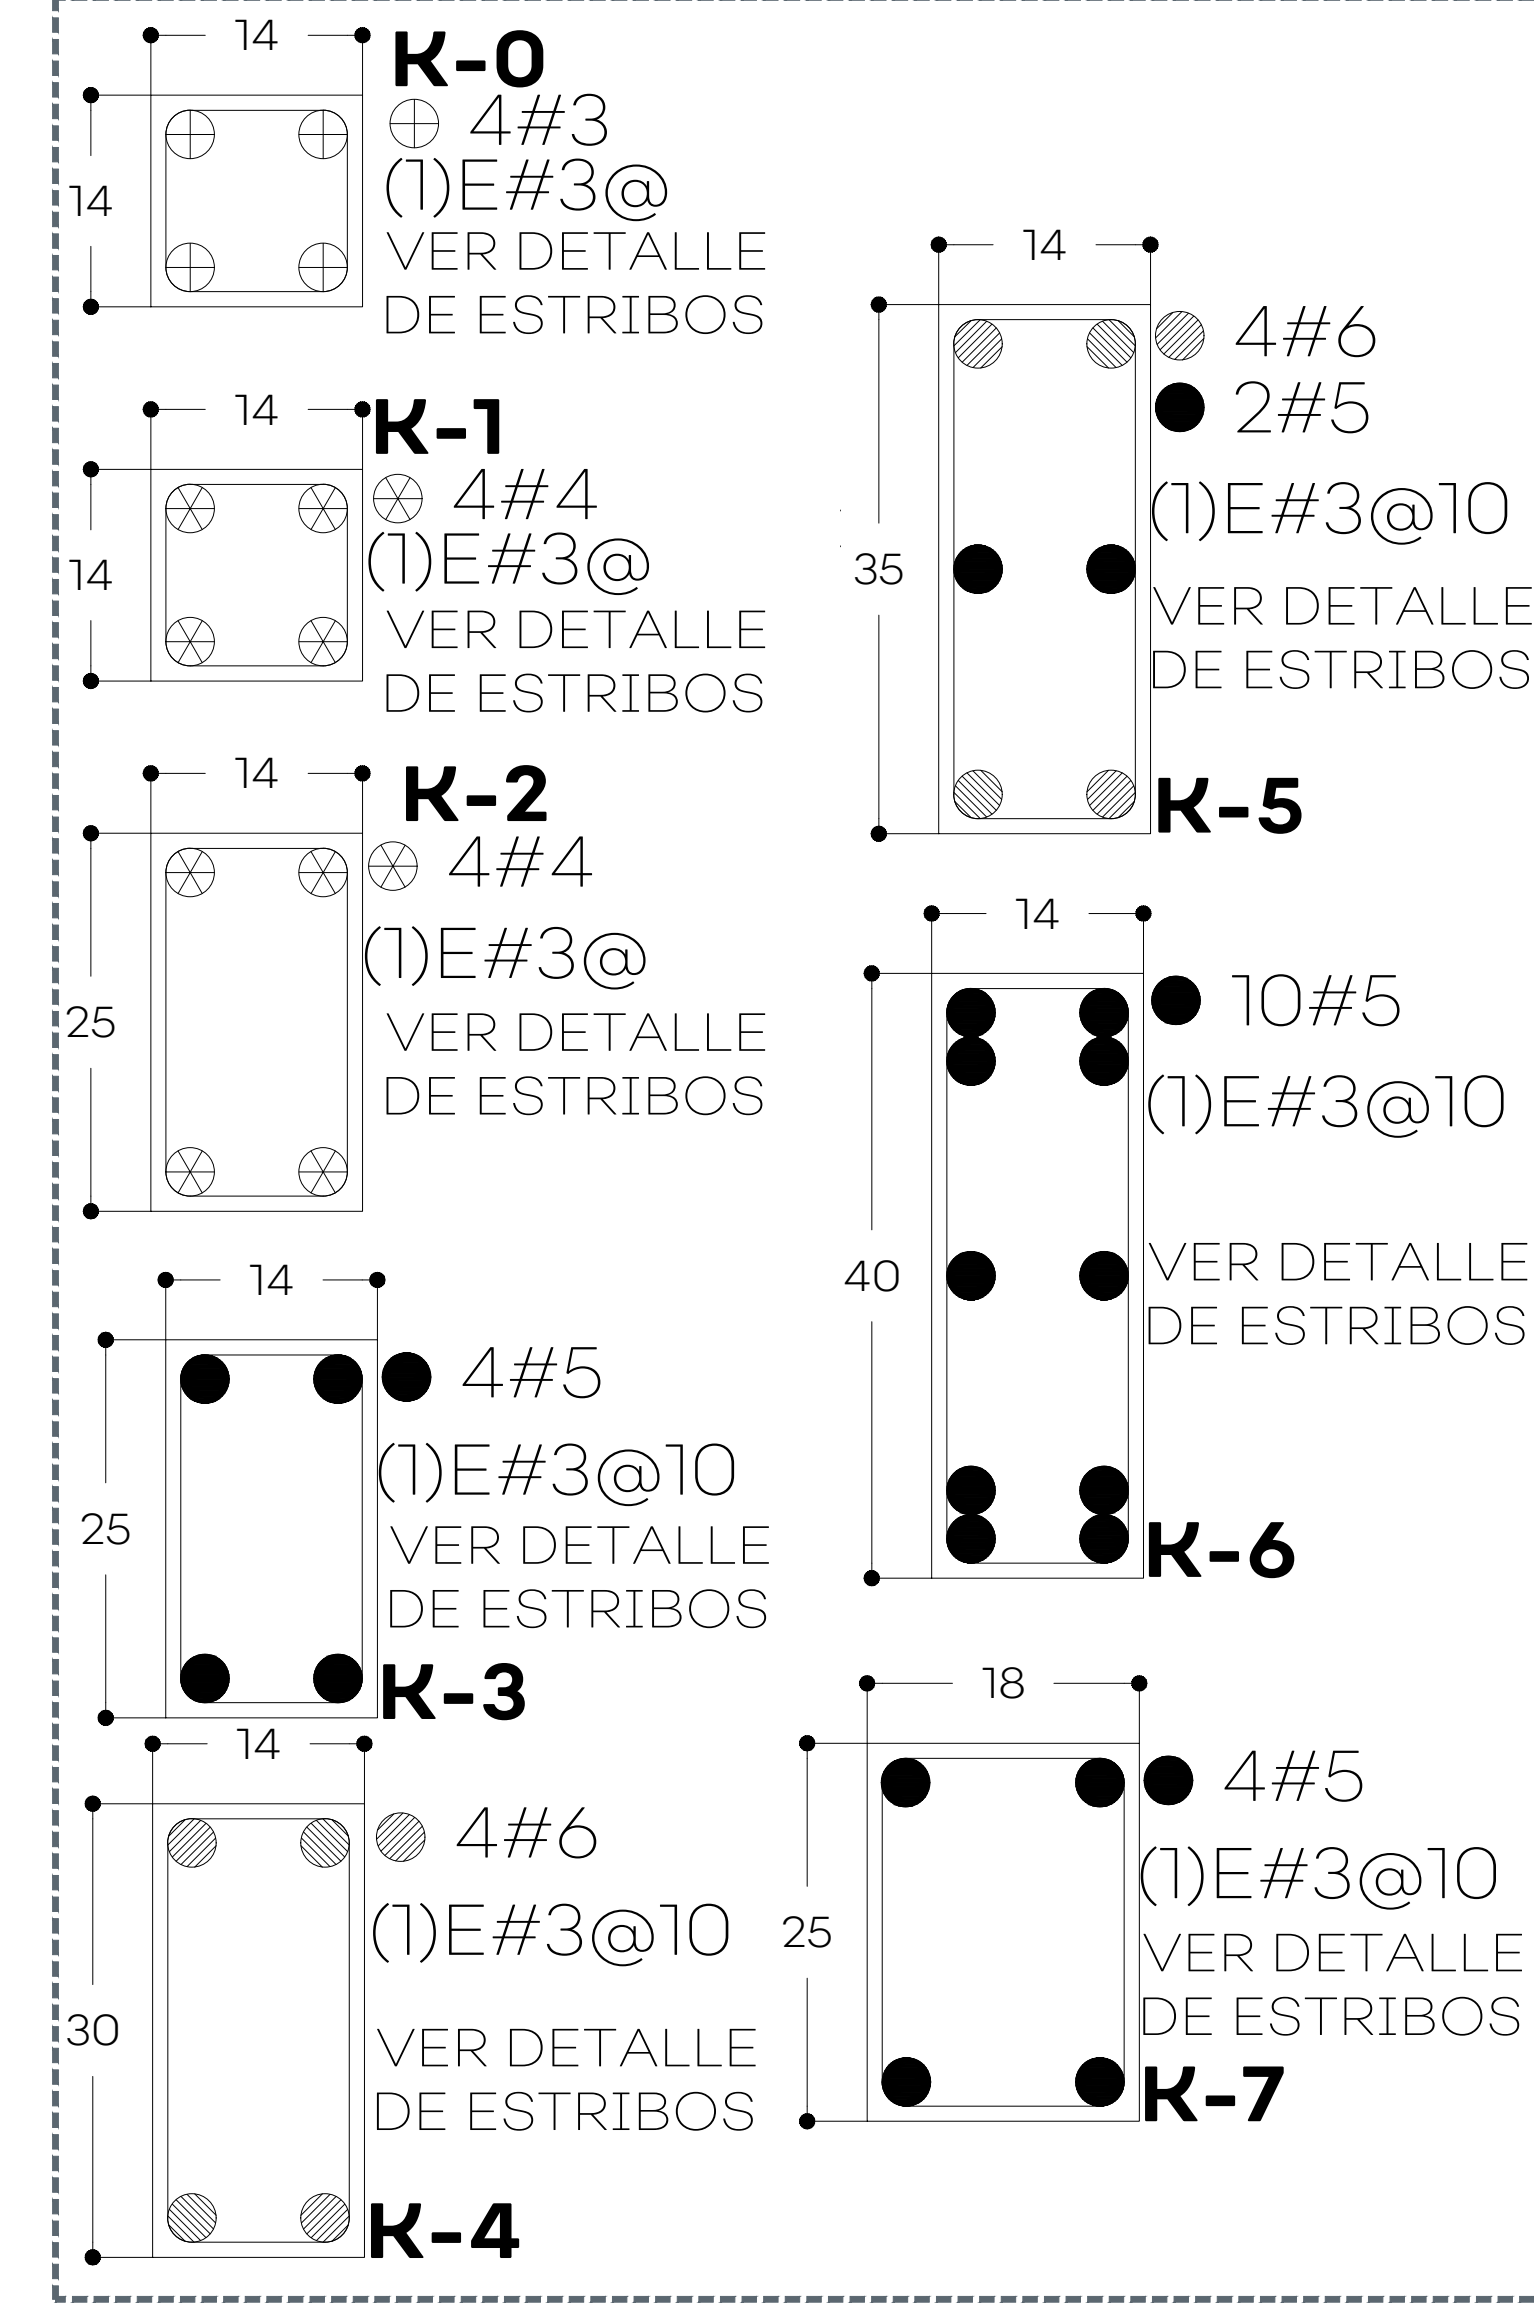 14
K-0
4#3
14
(1)E#3@
VER DETALLE
DE ESTRIBOS
14
K-1
4#4
14
(1)E#3@
VER DETALLE
DE ESTRIBOS
14
K-2
4#4
(1)E#3@
25
VER DETALLE
DE ESTRIBOS
14
4#5
(1)E#3@10
25
VER DETALLE
DE ESTRIBOS
K-3
14
4#6
(1)E#3@10
30
VER DETALLE
DE ESTRIBOS
K-4
14
4#6
2#5
(1)E#3@10
35
VER DETALLE
DE ESTRIBOS
K-5
14
10#5
(1)E#3@10
40
VER DETALLE
DE ESTRIBOS
K-6
18
4#5
(1)E#3@10
25
VER DETALLE
DE ESTRIBOS
K-7